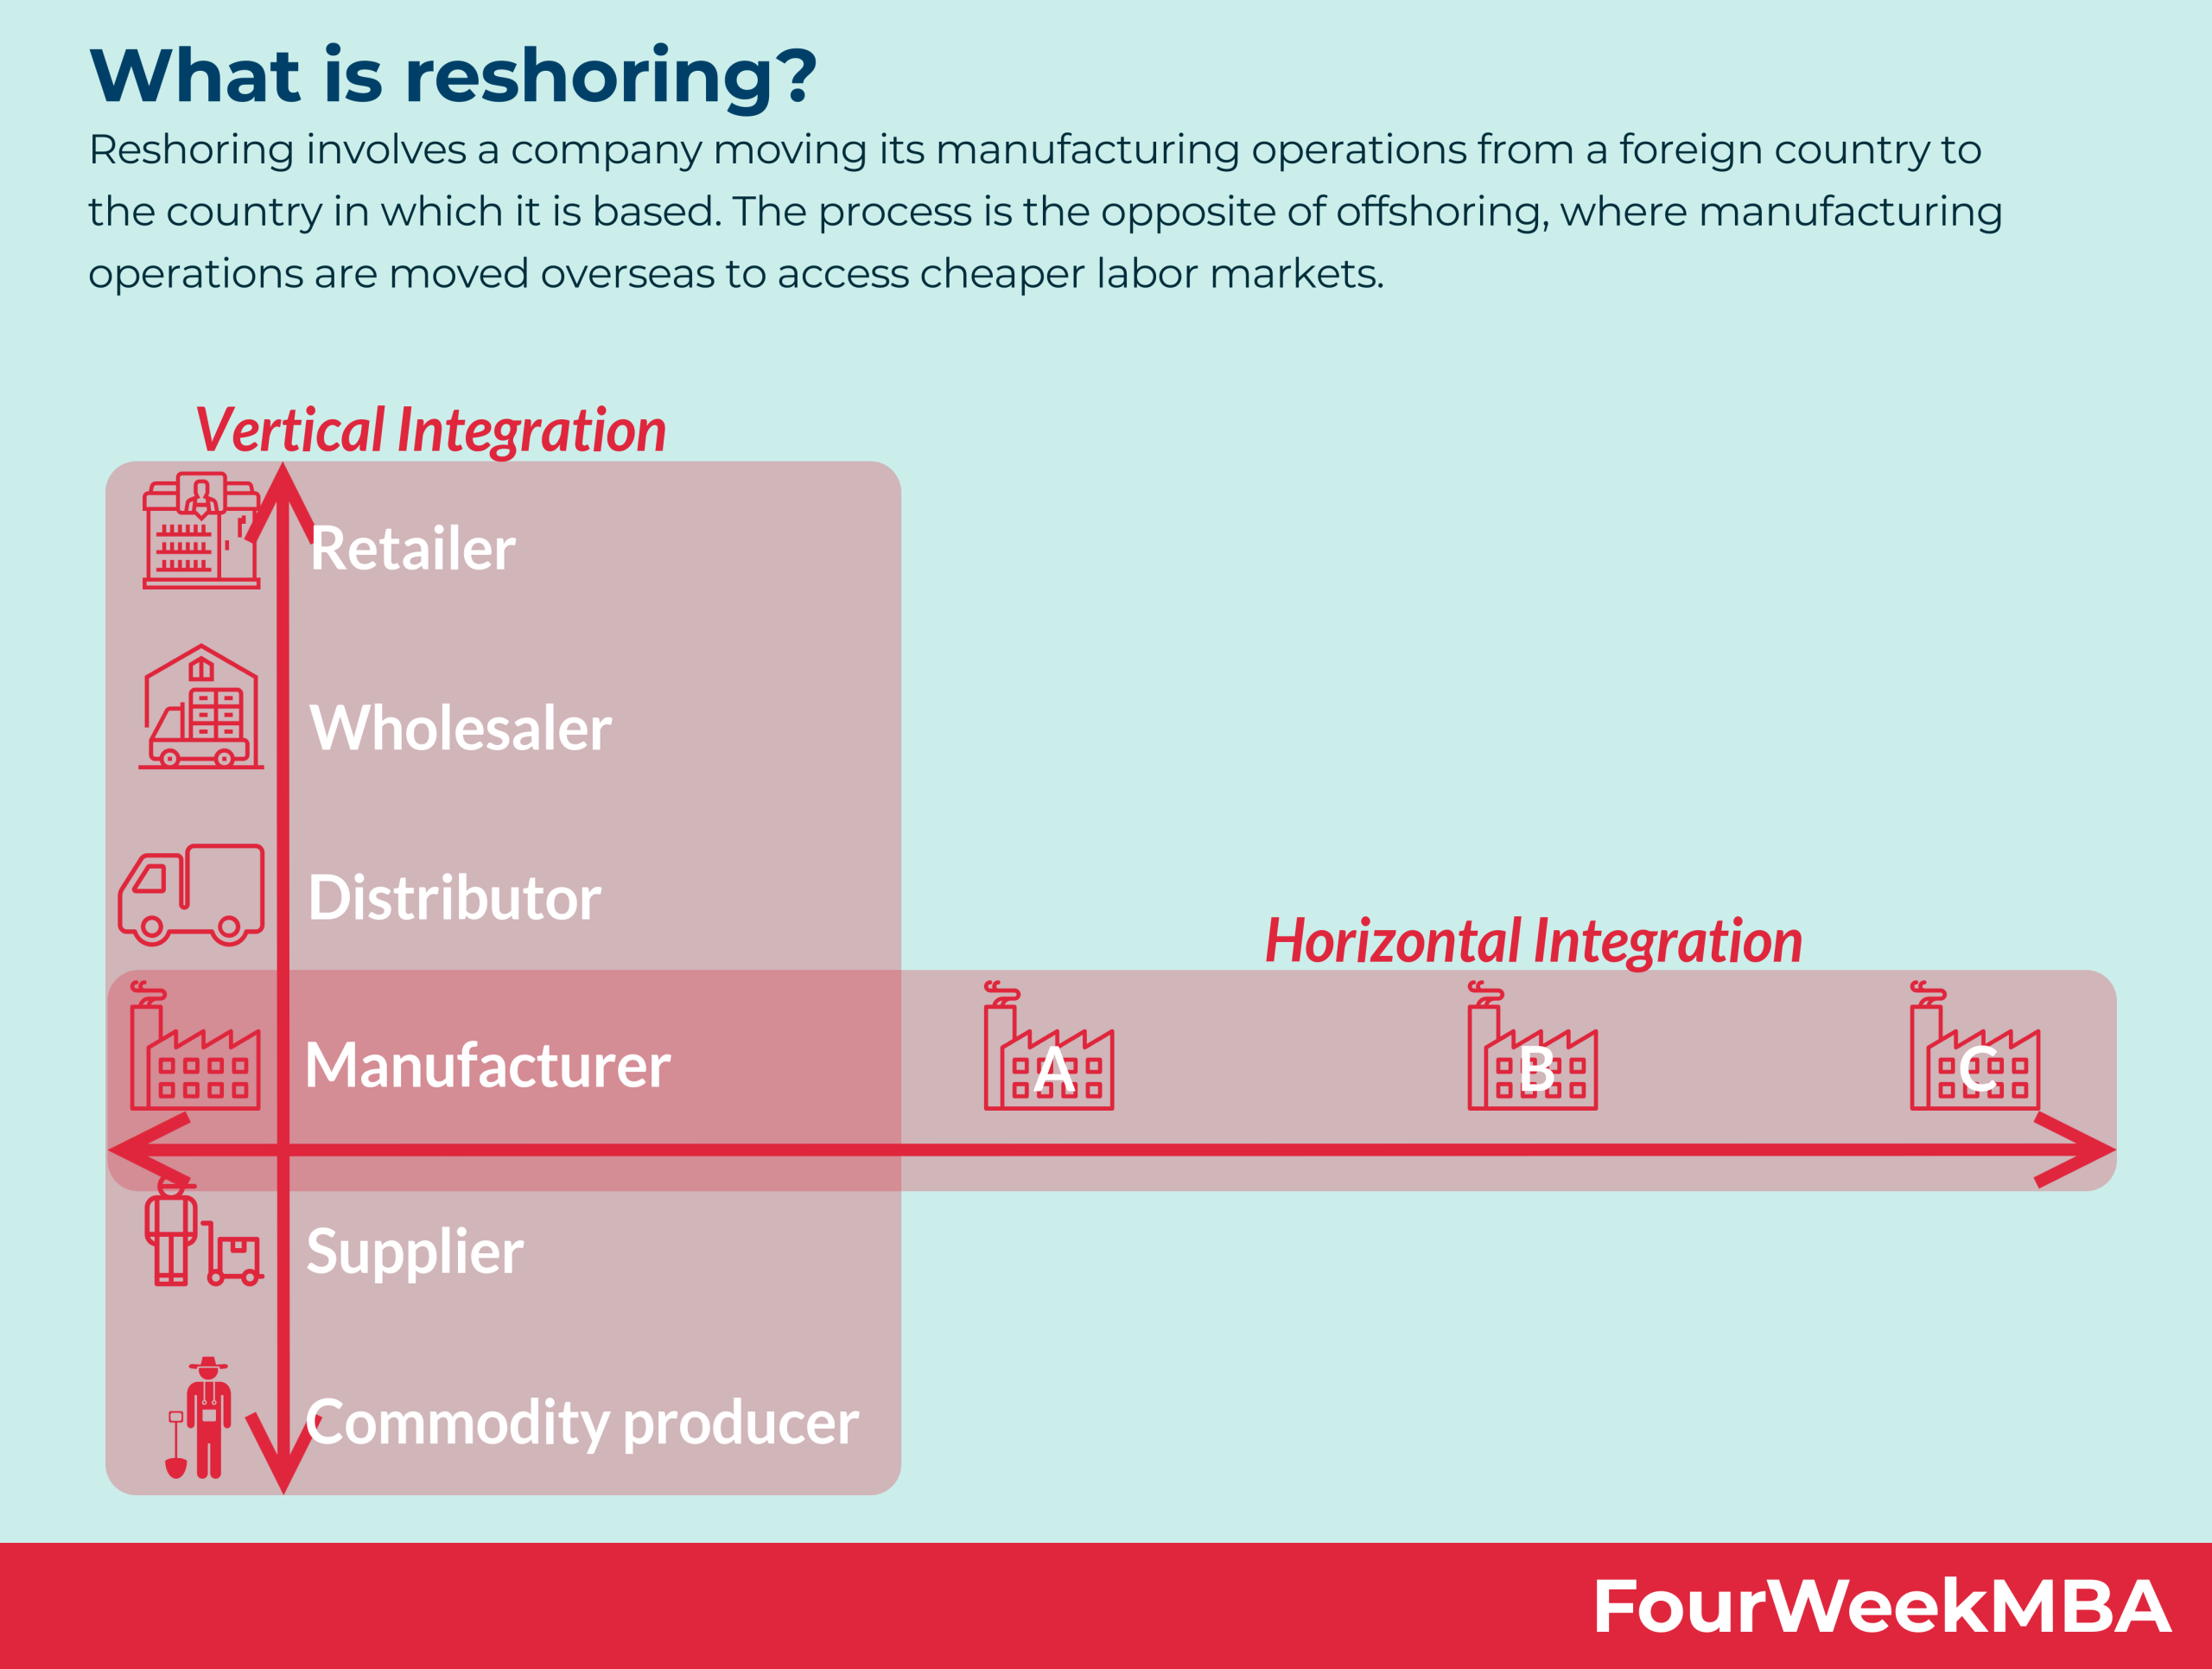 What is reshoring?
Reshoring involves a company moving its manufacturing operations from a foreign country to
the country in which it is based. The process is the opposite of offshoring, where manufacturing
operations are moved overseas to access cheaper labor markets.
Vertical Integration
Retailer
Wholesaler
Distributor
Horizontal Integration
Manufacturer
A
B
C
Supplier
Commodity producer
FourWeekMBA